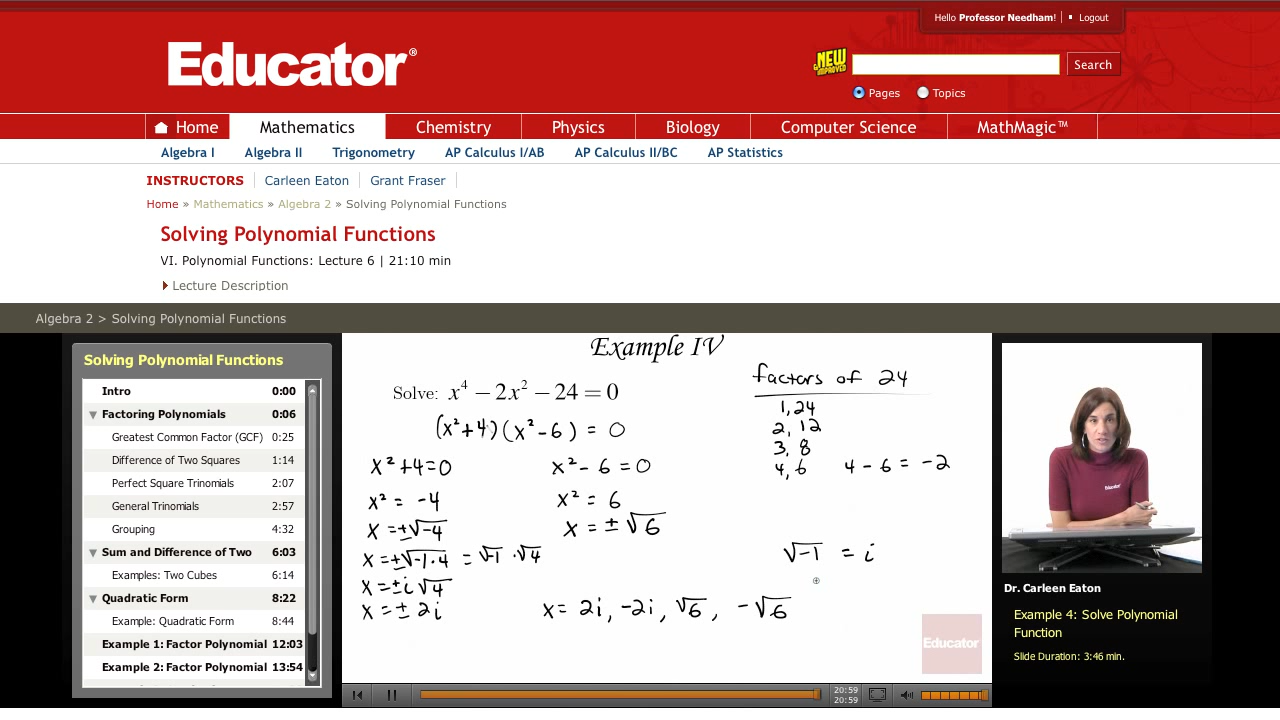 Hello Professor Needham! | ▪ Logout
Educator®
NEW
IMPROVED
Search
Pages Topics
Home Mathematics Chemistry Physics Biology Computer Science MathMagic™
Algebra I Algebra II Trigonometry AP Calculus I/AB AP Calculus II/BC AP Statistics
INSTRUCTORS Carleen Eaton Grant Fraser
Home » Mathematics » Algebra 2 » Solving Polynomial Functions
Solving Polynomial Functions
VI. Polynomial Functions: Lecture 6 | 21:10 min
Lecture Description
Algebra 2 > Solving Polynomial Functions
Solving Polynomial Functions
Intro 0:00
Factoring Polynomials 0:06
Greatest Common Factor (GCF) 0:25
Difference of Two Squares 1:14
Perfect Square Trinomials 2:07
General Trinomials 2:57
Grouping 4:32
Sum and Difference of Two 6:03
Examples: Two Cubes 6:14
Quadratic Form 8:22
Example: Quadratic Form 8:44
Example 1: Factor Polynomial 12:03
Example 2: Factor Polynomial 13:54
Example IV
Solve: x⁴ − 2x² − 24 = 0
(x²+4)(x²−6) = 0
x²+4=0 x²−6=0
x² = −4 x² = 6
x = ±√−4 x = ±√6
x = ±√−1·4 = √−1 · √4
x = ±i√4
x = ± 2i x = 2i, −2i, √6, −√6
factors of 24
1, 24
2, 12
3, 8
4, 6 4 − 6 = −2
√−1 = i
Educator
20:59
20:59
Educator
Dr. Carleen Eaton
Example 4: Solve Polynomial
Function
Slide Duration: 3:46 min.